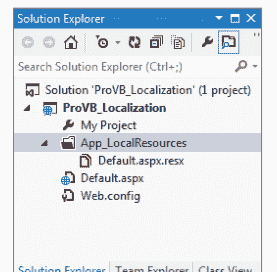 Solution Explorer
Search Solution Explorer (Ctrl+;)
Solution 'ProVB_Localization' (1 project)
ProVB_Localization
My Project
App_LocalResources
Default.aspx.resx
Default.aspx
Web.config
Solution Explorer Team Explorer Class View